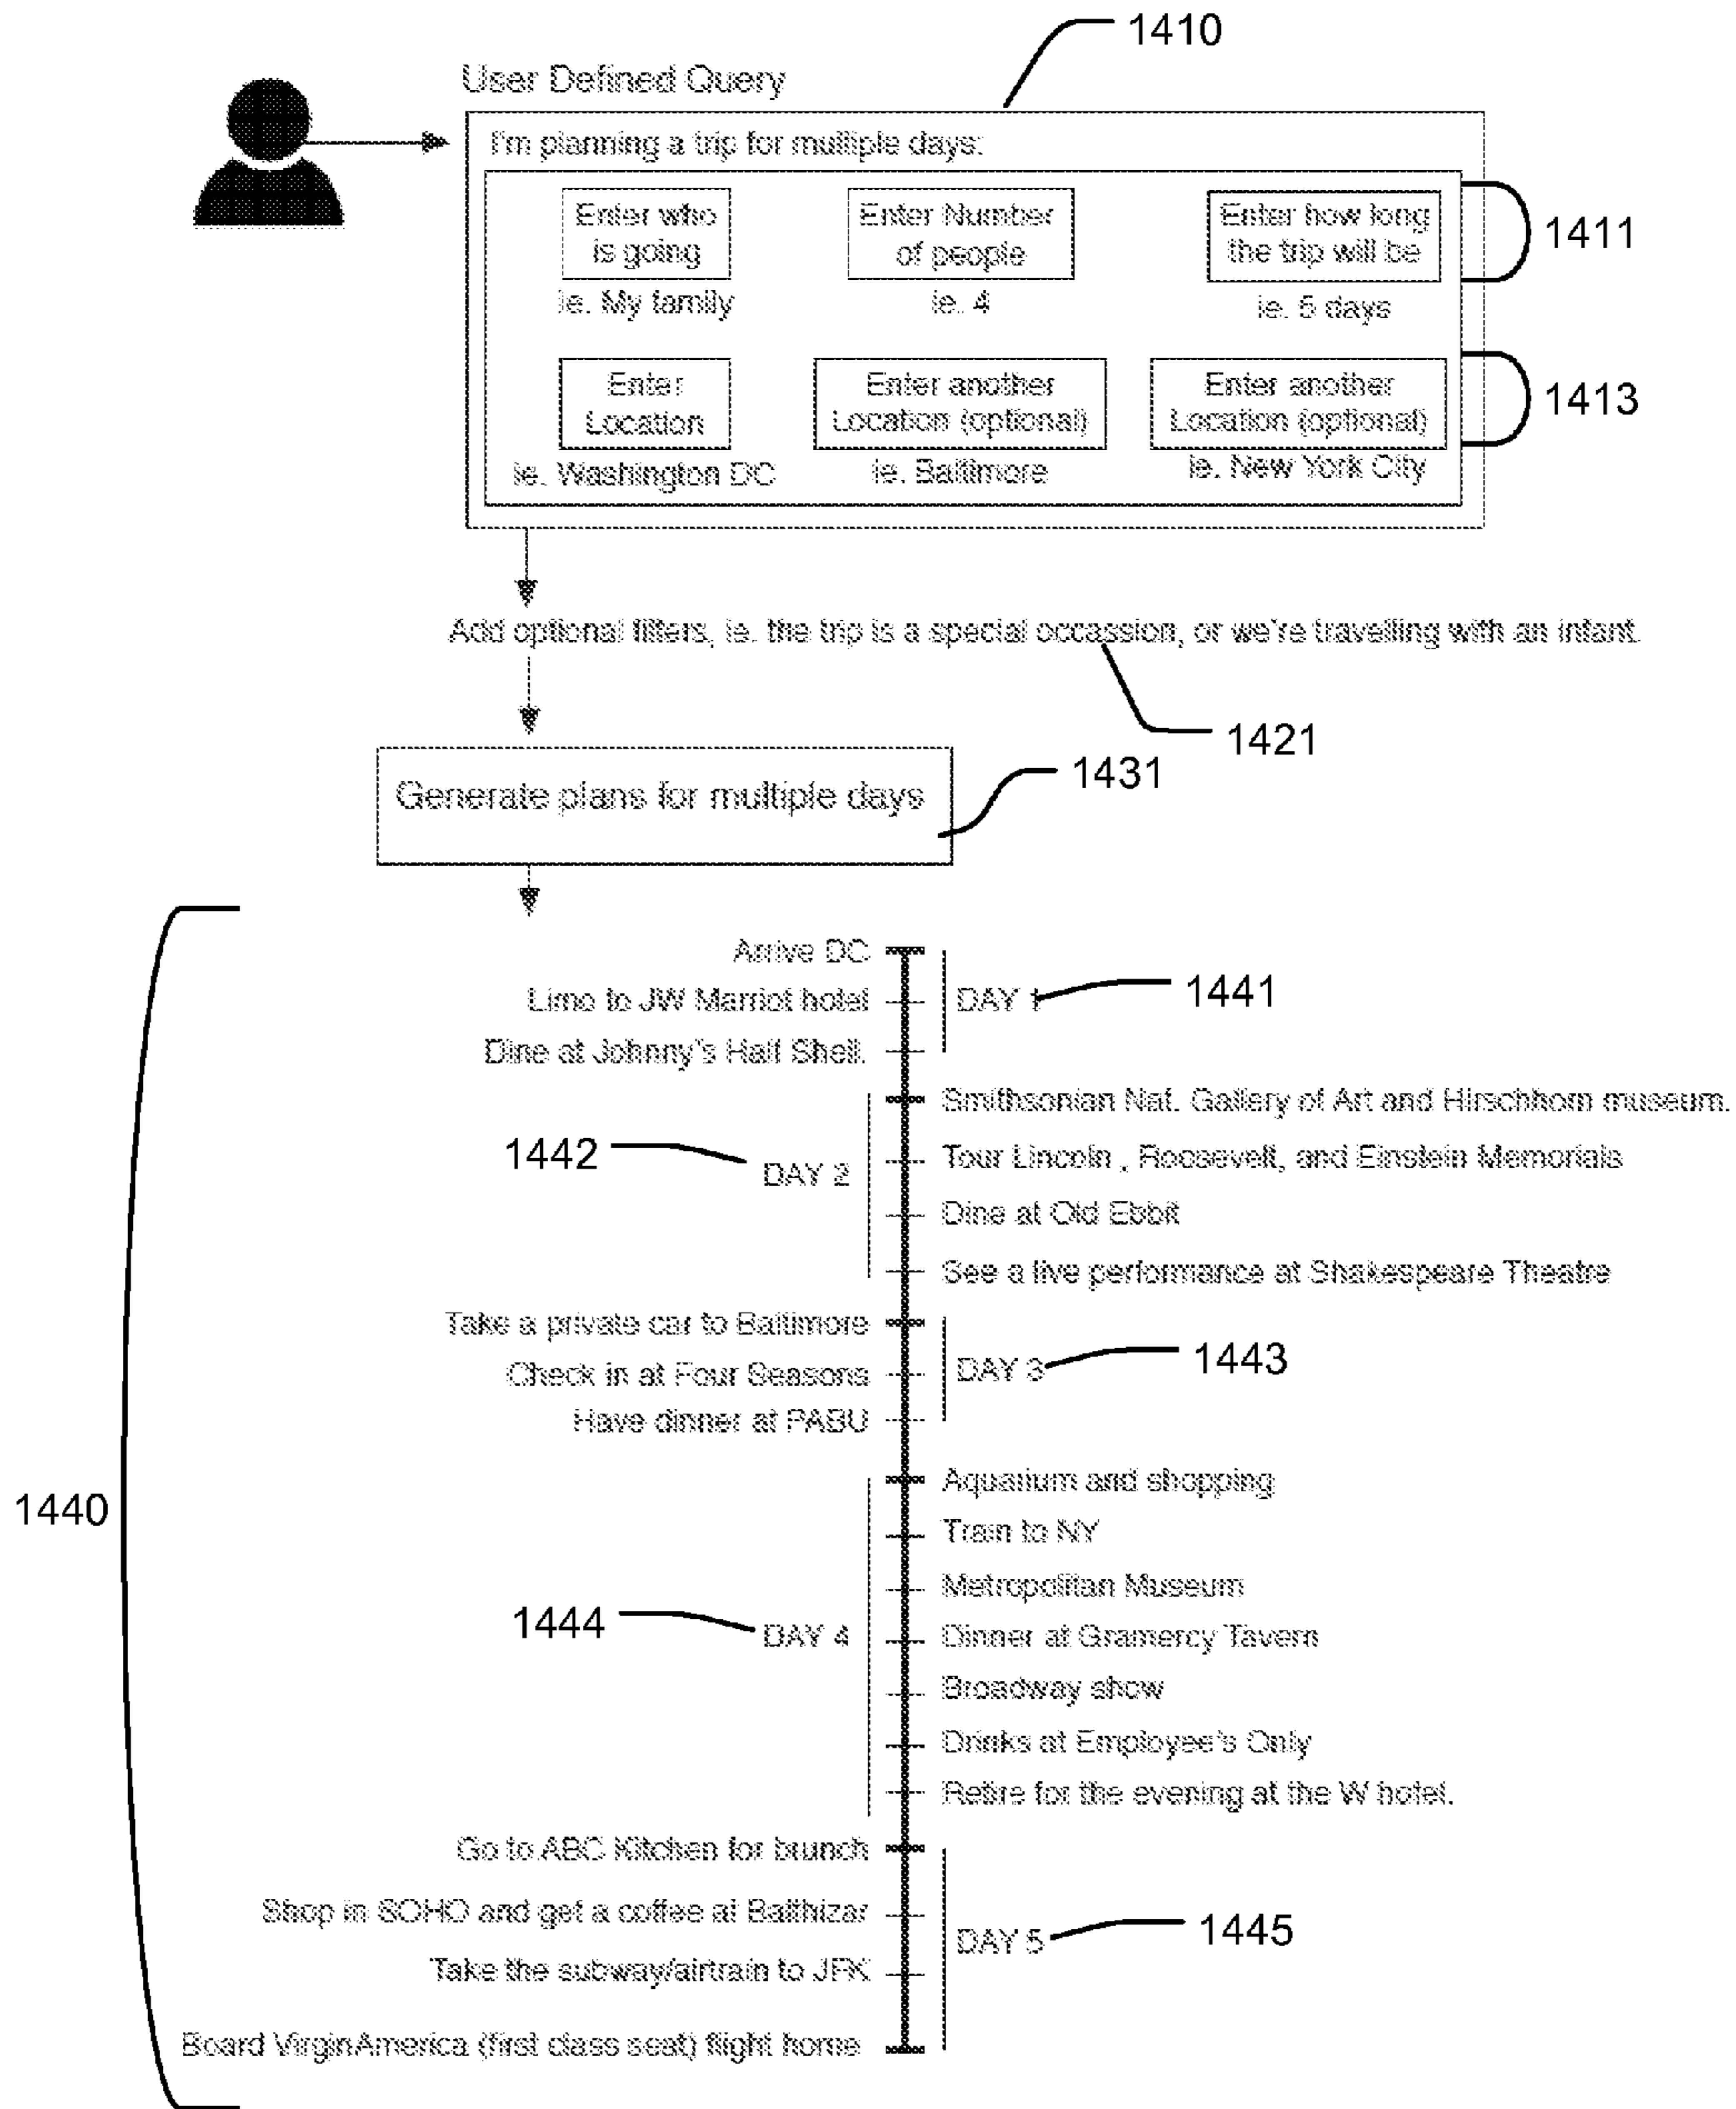 1410
User Defined Query
I'm planning a trip for multiple days:
Enter who
is going
ie. My family
Enter Number
of people
ie. 4
Enter how long
the trip will be
ie. 5 days
1411
Enter
Location
ie. Washington DC
Enter another
Location (optional)
ie. Baltimore
Enter another
Location (optional)
ie. New York City
1413
Add optional filters, ie. the trip is a special occassion, or we're travelling with an infant.
1421
Generate plans for multiple days
1431
1440
Arrive DC
Limo to JW Marriot hotel
Dine at Johnny's Half Shell.
DAY 1
1441
1442
DAY 2
Smithsonian Nat. Gallery of Art and Hirschhorn museum.
Tour Lincoln , Roosevelt, and Einstein Memorials
Dine at Old Ebbit
See a live performance at Shakespeare Theatre
Take a private car to Baltimore
Check in at Four Seasons
Have dinner at PABU
DAY 3
1443
1444
DAY 4
Aquarium and shopping
Train to NY
Metropolitan Museum
Dinner at Gramercy Tavern
Broadway show
Drinks at Employee's Only
Retire for the evening at the W hotel.
Go to ABC Kitchen for brunch
Shop in SOHO and get a coffee at Balthizar
Take the subway/airtrain to JFK
Board VirginAmerica (first class seat) flight home
DAY 5
1445